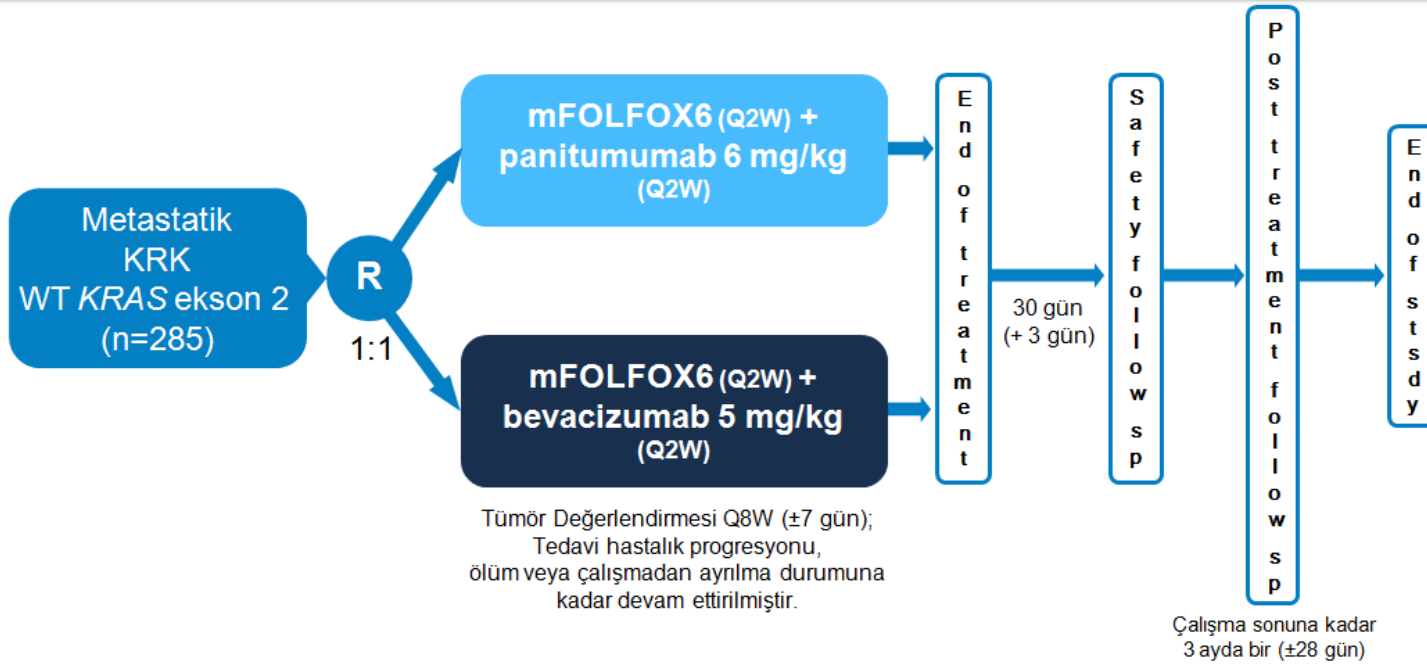 Metastatik
KRK
WT KRAS ekson 2
(n=285)
R
1:1
mFOLFOX6 (Q2W) +
panitumumab 6 mg/kg
(Q2W)
mFOLFOX6 (Q2W) +
bevacizumab 5 mg/kg
(Q2W)
Tümör Değerlendirmesi Q8W (±7 gün);
Tedavi hastalık progresyonu,
ölüm veya çalışmadan ayrılma durumuna
kadar devam ettirilmiştir.
End of treatment
30 gün
(+ 3 gün)
Safety follow sp
Post treatment follow sp
Çalışma sonuna kadar
3 ayda bir (±28 gün)
End of stsdy